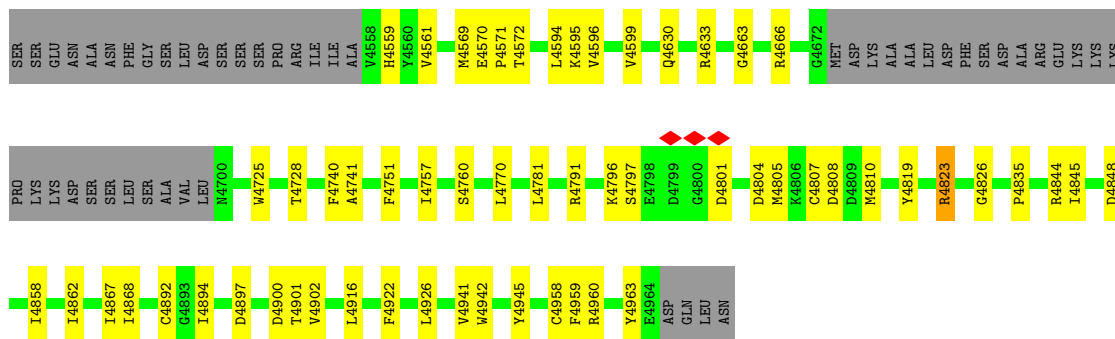 SER SER GLU ASN ALA ASN PHE GLY SER LEU ASP SER SER SER PRO ARG ILE ILE ALA V4558 H4559 Y4560 V4561 M4569 E4570 P4571 T4572 L4594 K4595 V4596 V4599 Q4630 R4633 G4663 R4666 G4672 MET ASP LYS ALA ALA LEU ASP PHE SER ASP ALA ARG GLU LYS LYS LYS
PRO LYS LYS ASP SER SER LEU SER ALA VAL LEU N4700 W4725 T4728 F4740 A4741 F4751 I4757 S4760 L4770 L4781 R4791 K4796 S4797 E4798 D4799 G4800 D4801 D4804 M4805 K4806 C4807 D4808 D4809 M4810 Y4819 R4823 G4826 P4835 R4844 I4845 D4848
I4858 I4862 I4867 I4868 C4892 G4893 I4894 D4897 D4900 T4901 V4902 L4916 F4922 L4926 V4941 W4942 Y4945 C4958 F4959 R4960 Y4963 E4964 ASP GLN LEU ASN